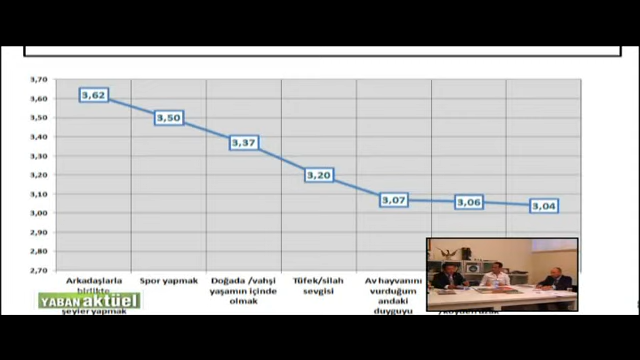 3,70
3,60
3,50
3,40
3,30
3,20
3,10
3,00
2,90
2,80
2,70
3,62
3,50
3,37
3,20
3,07
3,06
3,04
Arkadaşlarla
birlikte
şeyler yapmak
Spor yapmak
Doğada /vahşi
yaşamın içinde
olmak
Tüfek/silah
sevgisi
Av hayvanını
vurduğum
andaki
duyguyu
YABAN aktüel